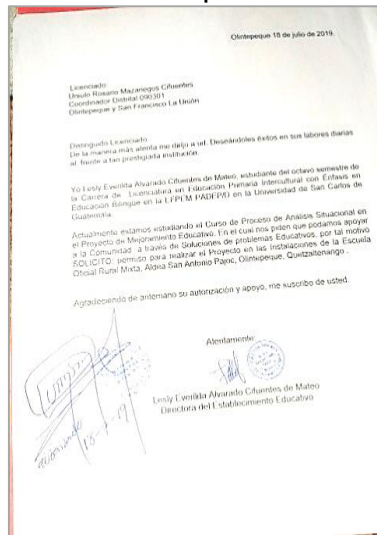 Olintepeque 18 de julio de 2019.
Licenciado
Ursulo Rosario Mazariegos Cifuentes
Coordinador Distrital 090301
Olintepeque y San Francisco La Unión
Distinguido Licenciado
De la manera más atenta me dirijo a usted. Deseándoles éxitos en sus labores diarias
al frente a tan prestigiada institución.
Yo Lesly Everilda Alvarado Cifuentes de Mateo, estudiante del octavo semestre de
la Carrera de Licenciatura en Educación Primaria Intercultural con Énfasis en
Educación Bilingüe en la EFPEM PADEP/D en la Universidad de San Carlos de
Guatemala.
Actualmente estamos estudiando el Curso de Proceso de Análisis Situacional en
el Proyecto de Mejoramiento Educativo. En el cual nos piden que podamos apoyar
a la Comunidad a través de Soluciones de problemas Educativos, por tal motivo
SOLICITO: permiso para realizar el Proyecto en las instalaciones de la Escuela
Oficial Rural Mixta, Aldea San Antonio Pajoc, Olintepeque, Quetzaltenango .
Agradeciendo de antemano su autorización y apoyo, me suscribo de usted.
Atentamente:
Lesly Everilda Alvarado Cifuentes de Mateo
Directora del Establecimiento Educativo